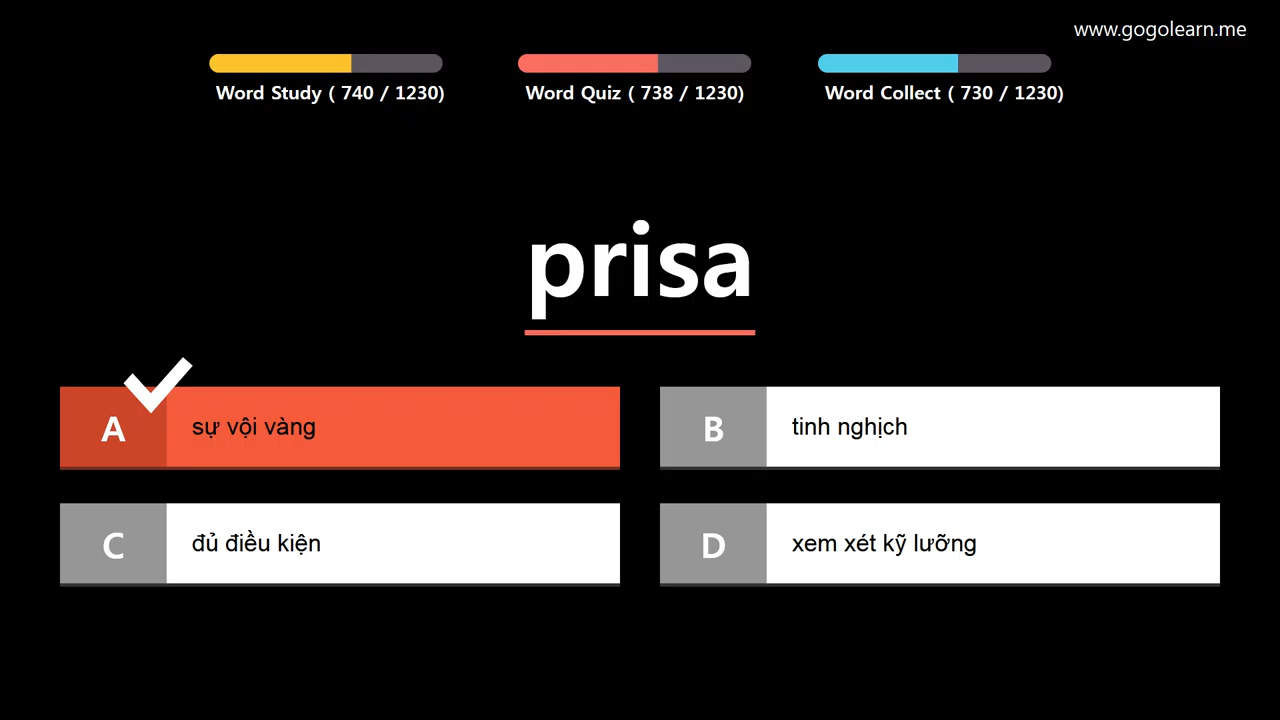 www.gogolearn.me
Word Study ( 740 / 1230)
Word Quiz ( 738 / 1230)
Word Collect ( 730 / 1230)
prisa
A
sự vội vàng
B
tinh nghịch
C
đủ điều kiện
D
xem xét kỹ lưỡng